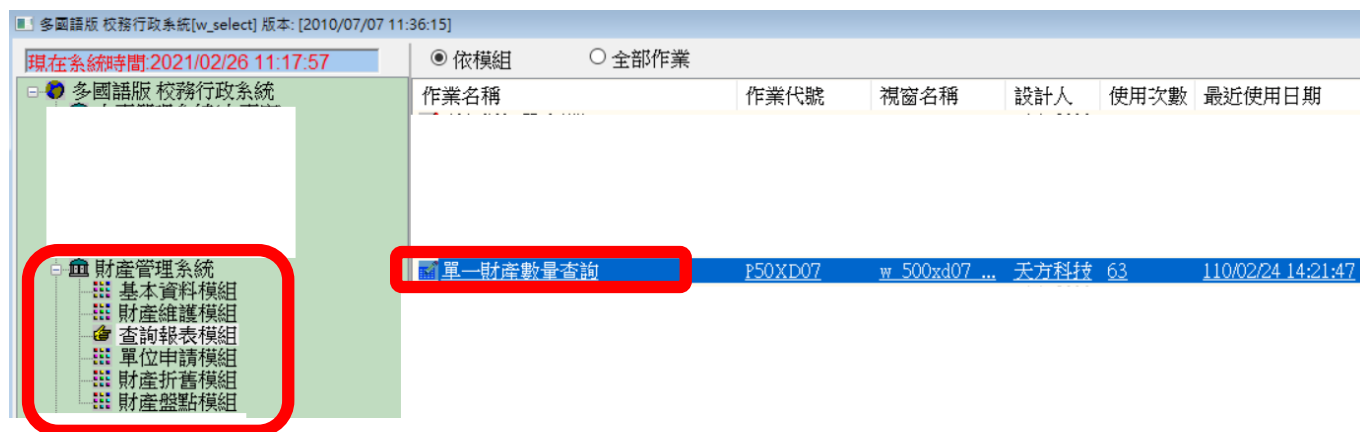 多國語版 校務行政系統[w_select] 版本: [2010/07/07 11:36:15]
現在系統時間:2021/02/26 11:17:57
依模組 全部作業
多國語版 校務行政系統
作業名稱 作業代號 視窗名稱 設計人 使用次數 最近使用日期
財產管理系統
基本資料模組
財產維護模組
查詢報表模組
單位申請模組
財產折舊模組
財產盤點模組
單一財產數量查詢 P50XD07 w_500xd07 ... 天方科技 63 110/02/24 14:21:47